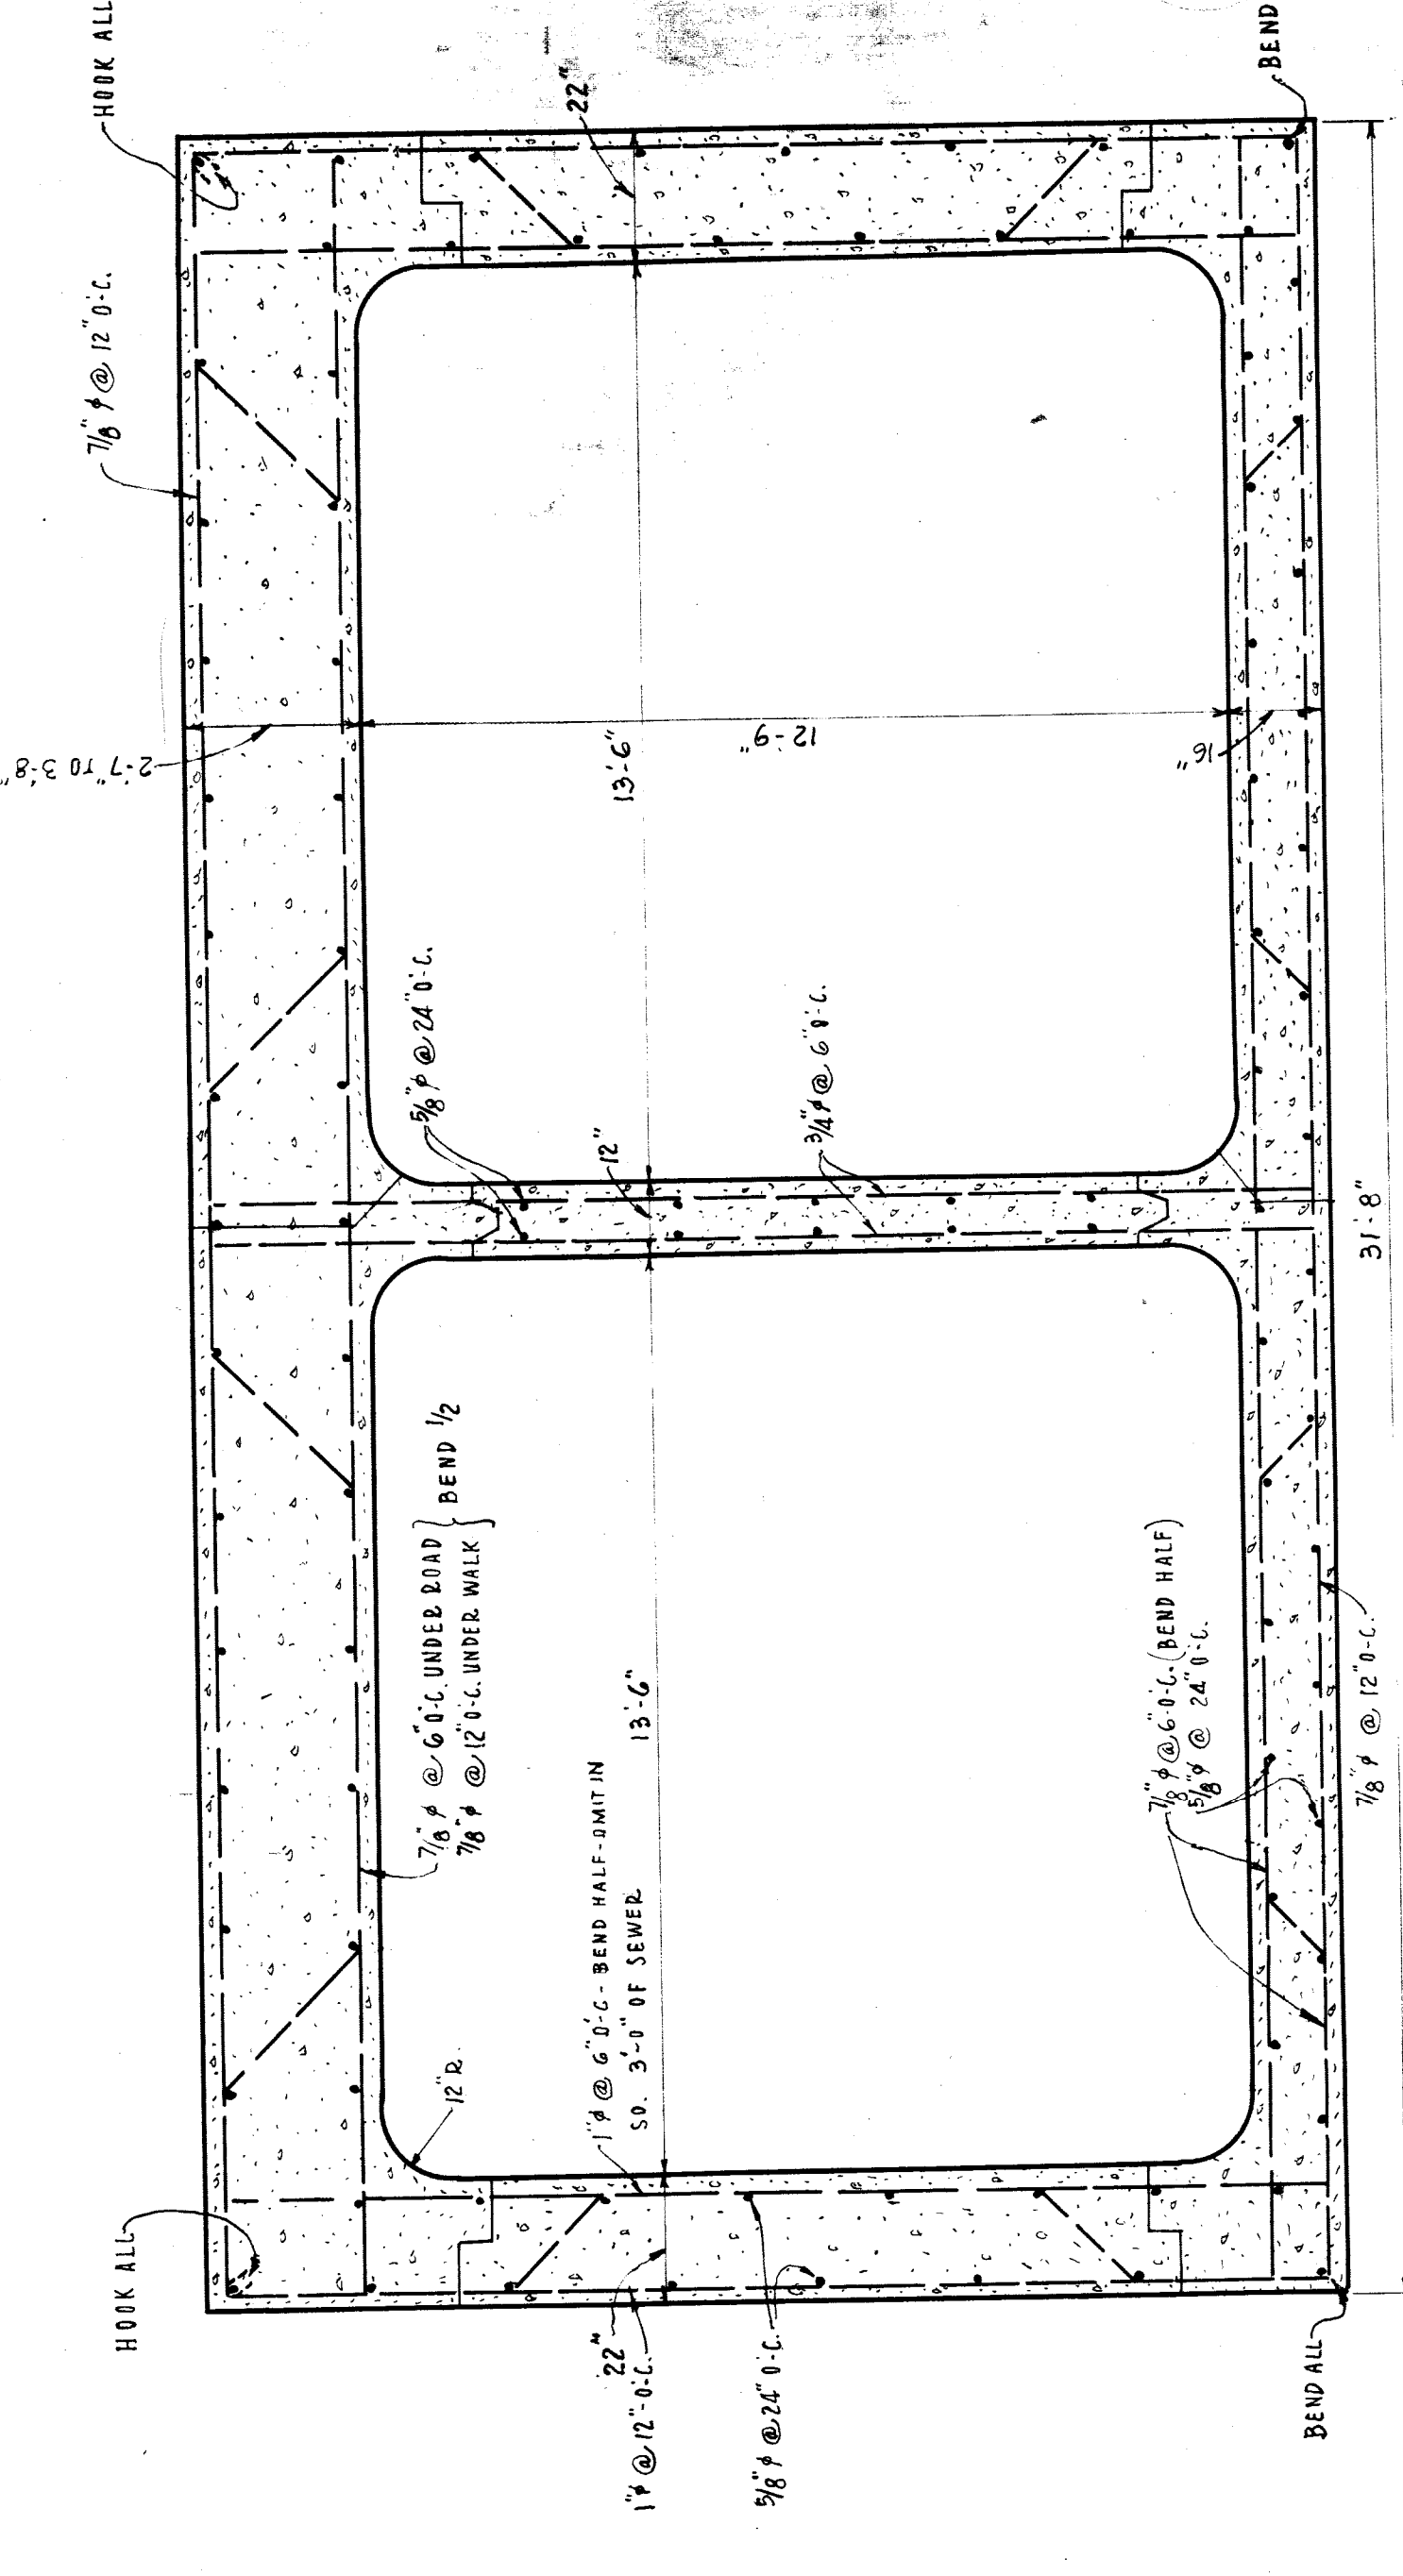 HOOK ALL
HOOK ALL
7/8" φ @ 12" O-C.
2'-7" TO 3'-8"
5/8" φ @ 24" O-C.
7/8" φ @ 6" O-C. UNDER ROAD } BEND 1/2
7/8" φ @ 12" O-C. UNDER WALK
12" R.
22"
1" φ @ 12"-O-C.
1" φ @ 6" O-C - BEND HALF - OMIT IN
SO. 3'-0" OF SEWER
13'-6"
12"
13'-6"
22"
12'-9"
3/4" φ @ 6" O-C.
5/8" φ @ 24" O-C.
7/8" φ @ 6" O-C. (BEND HALF)
5/8" φ @ 24" O-C.
16"
BEND ALL
7/8" φ @ 12" O-C.
31'-8"
BEND